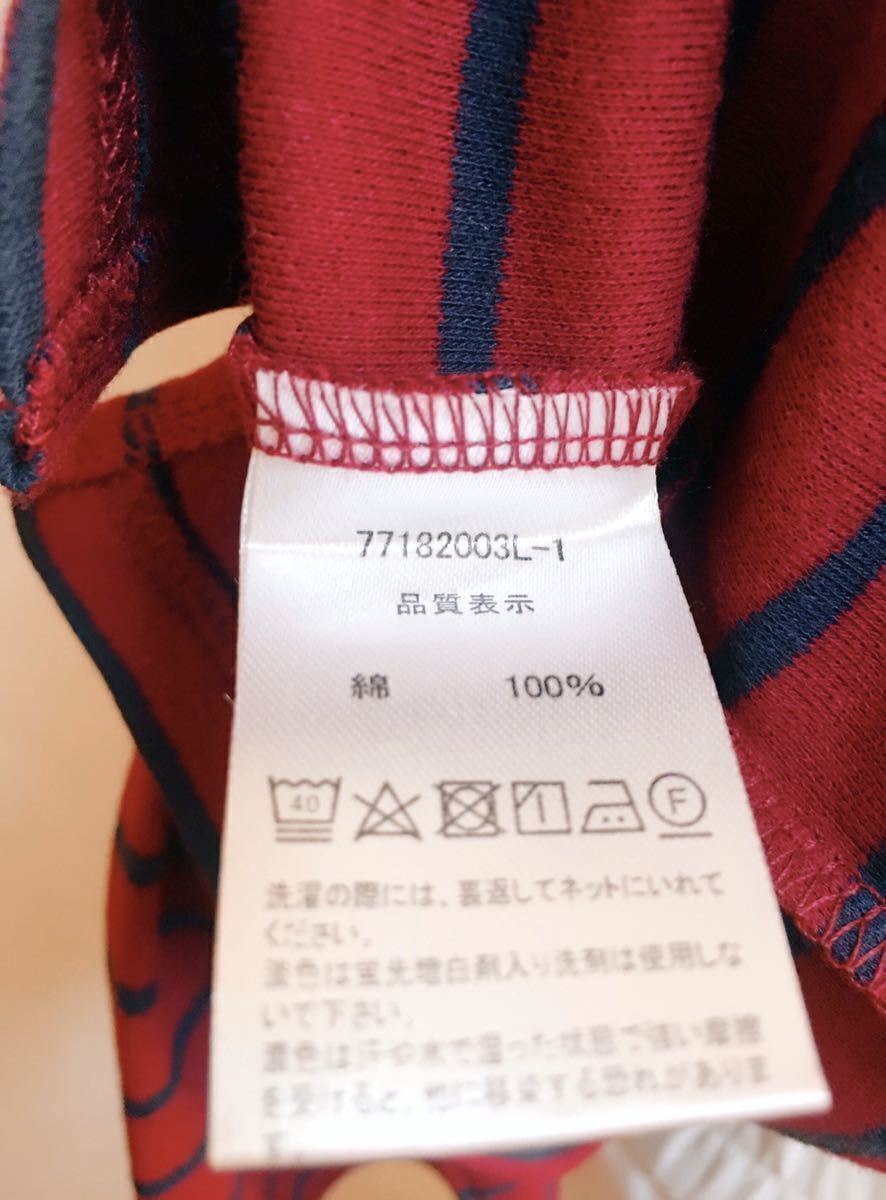 77182003L-1
品質表示
綿 100%
40 F
洗濯の際には、裏返してネットにいれて
ください。
淡色は蛍光増白剤入り洗剤は使用しな
いで下さい。
濃色は汗や水で湿った状態で強い摩擦
を受けると、他に移染する恐れがありま
す。